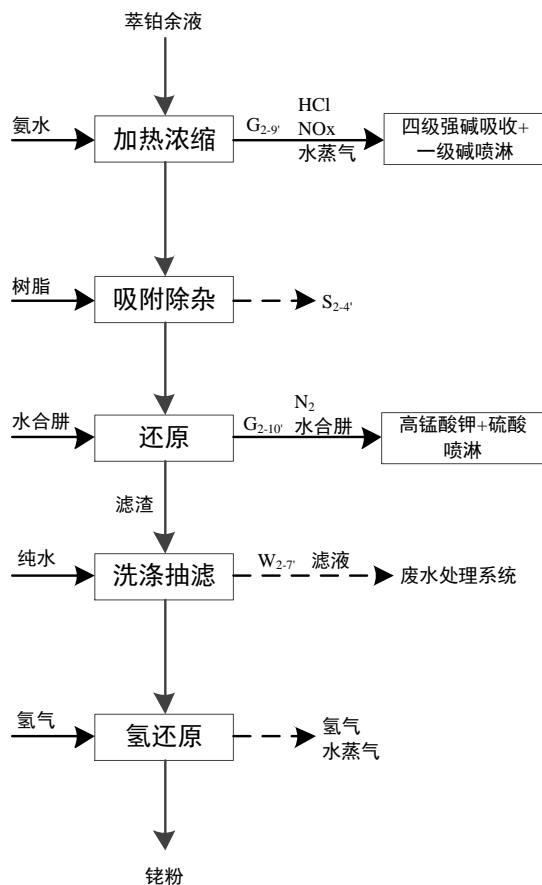 萃铂余液
氨水
加热浓缩
G2-9'
HCl
NOx
水蒸气
四级强碱吸收+
一级碱喷淋
树脂
吸附除杂
S2-4'
水合肼
还原
G2-10'
N2
水合肼
高锰酸钾+硫酸
喷淋
滤渣
纯水
洗涤抽滤
W2-7' 滤液
废水处理系统
氢气
氢还原
氢气
水蒸气
铑粉